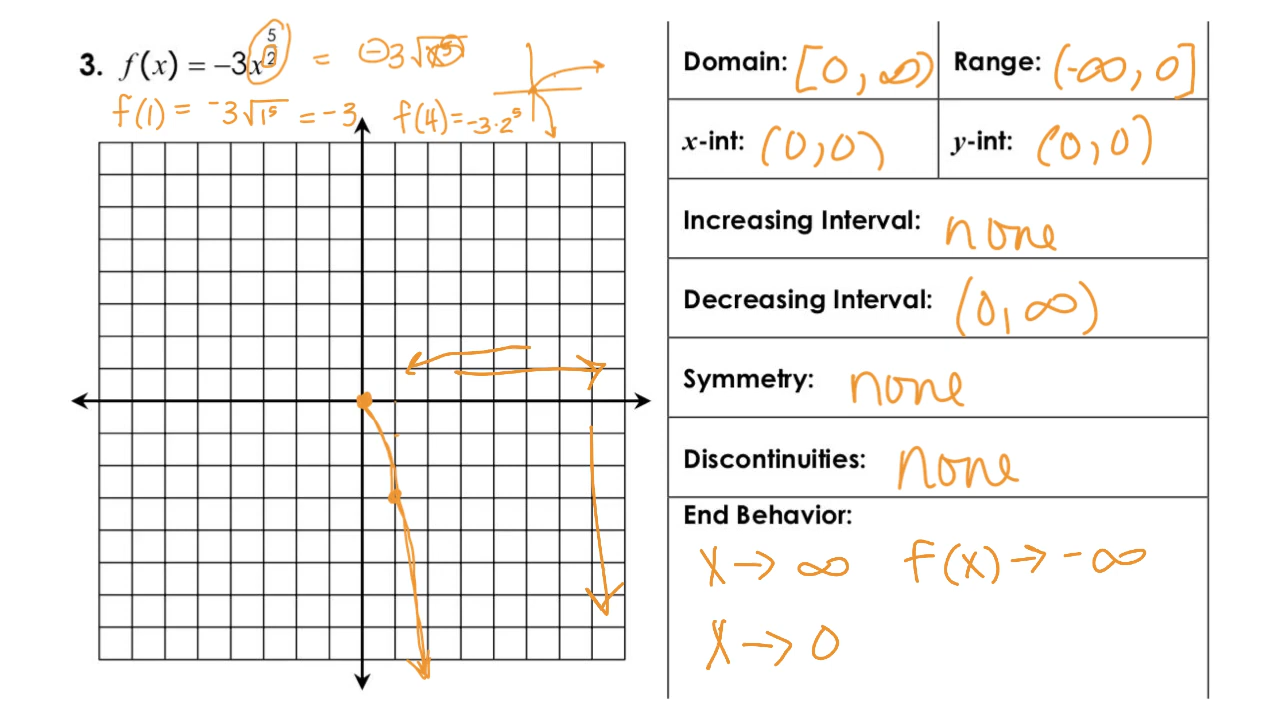 3. f(x) = −3x^(5/2) = -3√x⁵
f(1) = -3√1⁵ = -3 f(4) = -3·2⁵
Domain: [0, ∞) Range: (-∞, 0]
x-int: (0,0) y-int: (0,0)
Increasing Interval: none
Decreasing Interval: (0, ∞)
Symmetry: none
Discontinuities: none
End Behavior:
x → ∞ f(x) → -∞
x → 0